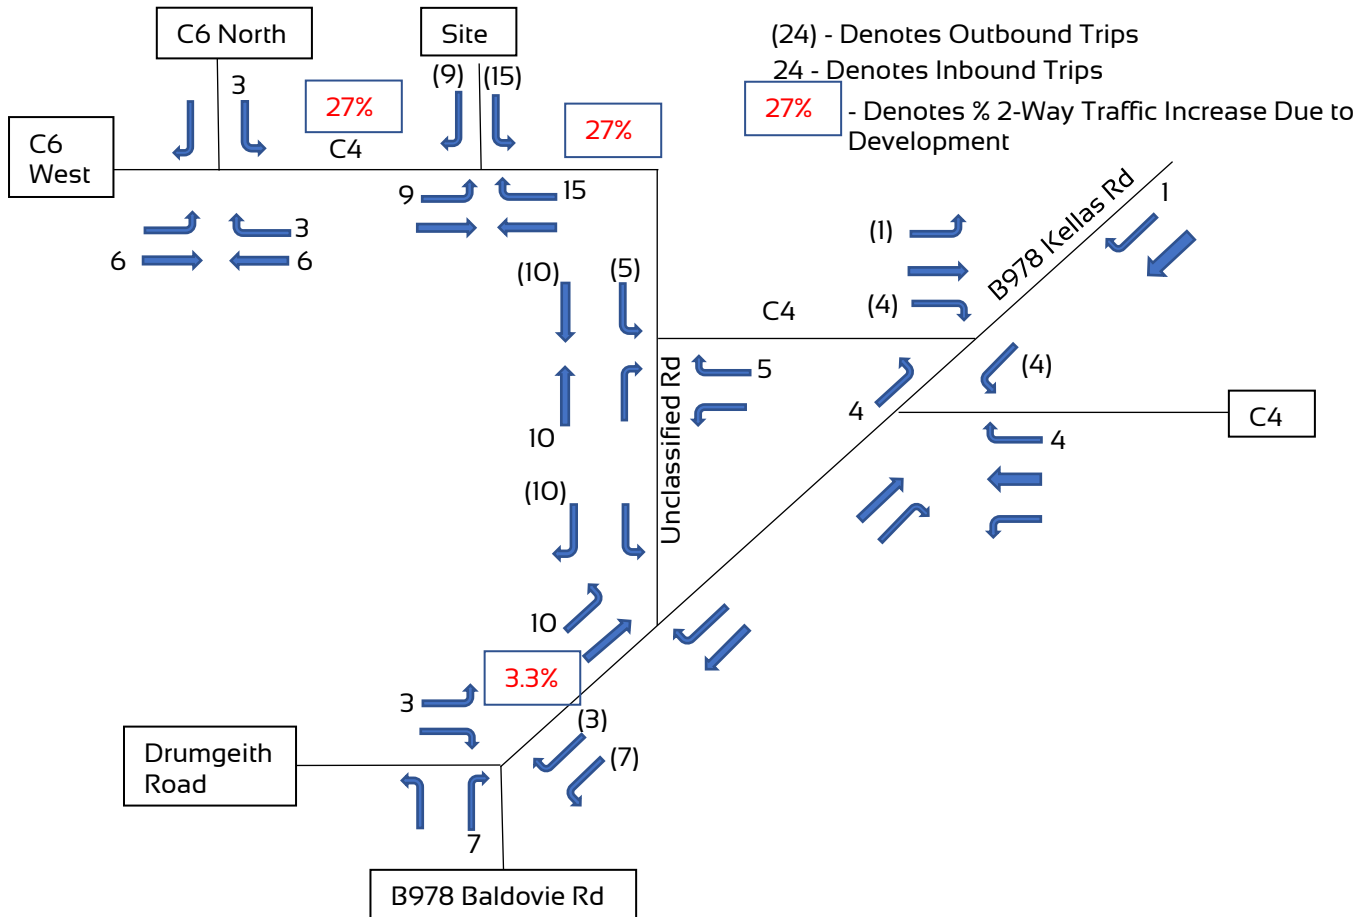 C6 North
Site
(24) - Denotes Outbound Trips
24 - Denotes Inbound Trips
27%
- Denotes % 2-Way Traffic Increase Due to
Development
3
27%
C4
(9)
(15)
27%
C6
West
9
15
3
6
6
B978 Kellas Rd
1
(1)
(4)
(10)
(5)
C4
Unclassified Rd
5
4
(4)
10
C4
4
(10)
10
3.3%
3
(3)
(7)
Drumgeith
Road
7
B978 Baldovie Rd